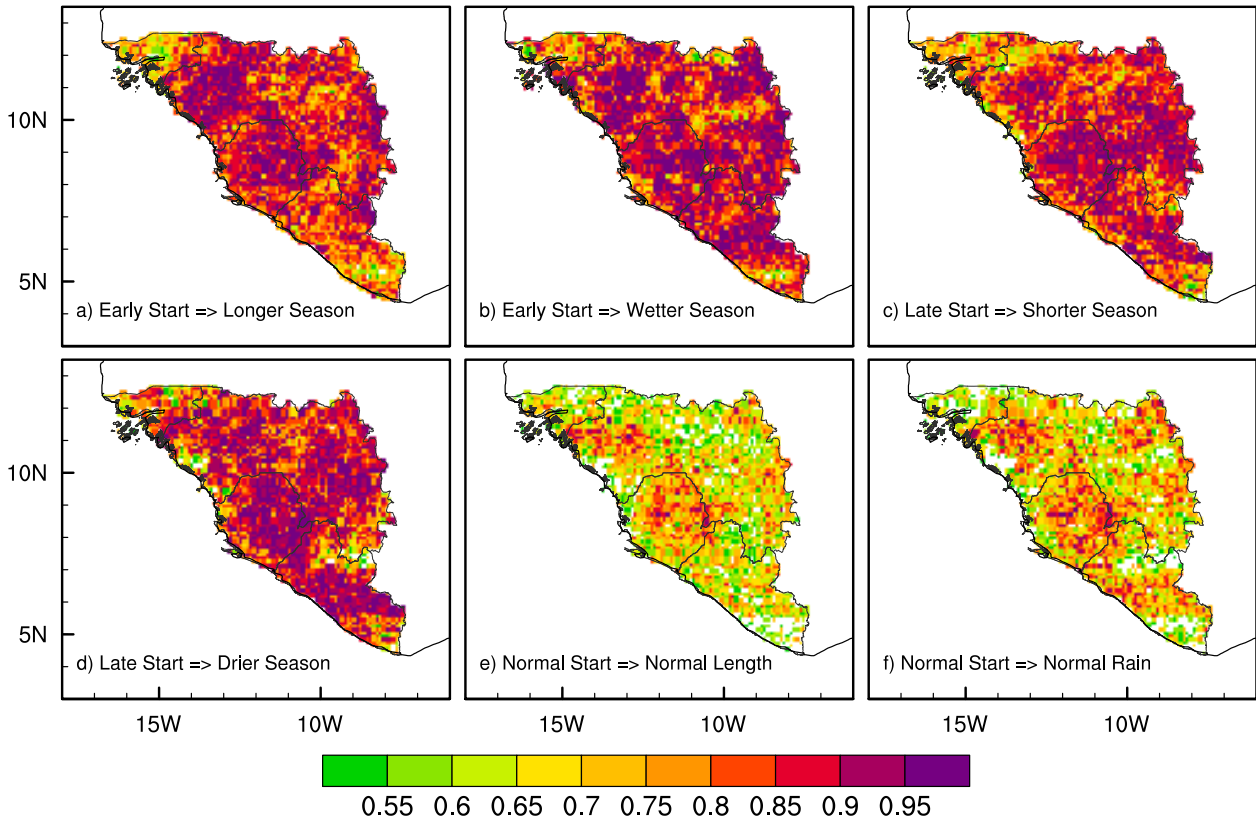 10N
5N
a) Early Start => Longer Season
b) Early Start => Wetter Season
c) Late Start => Shorter Season
10N
5N
d) Late Start => Drier Season
e) Normal Start => Normal Length
f) Normal Start => Normal Rain
15W 10W 15W 10W 15W 10W
0.55 0.6 0.65 0.7 0.75 0.8 0.85 0.9 0.95